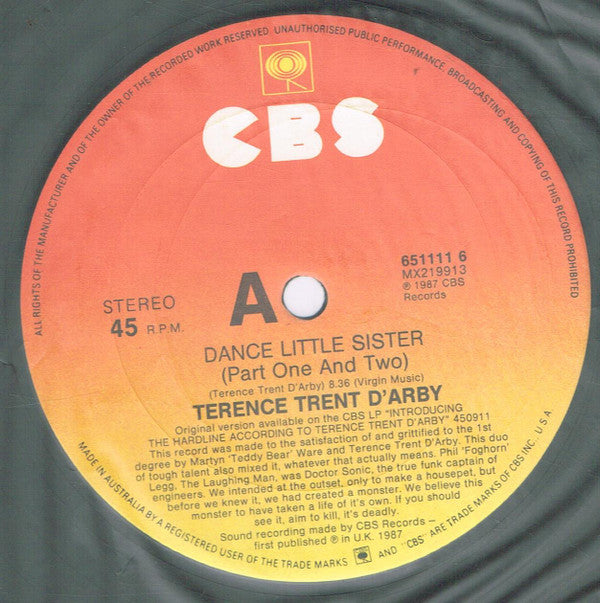 ALL RIGHTS OF THE MANUFACTURER AND OF THE OWNER OF THE RECORDED WORK RESERVED. UNAUTHORISED PUBLIC PERFORMANCE, BROADCASTING AND COPYING OF THIS RECORD PROHIBITED
CBS
STEREO
45 R.P.M.
A
651111 6
MX219913
℗ 1987 CBS
Records
DANCE LITTLE SISTER
(Part One And Two)
(Terence Trent D'Arby) 8.36 (Virgin Music)
TERENCE TRENT D'ARBY
Original version available on the CBS LP "INTRODUCING
THE HARDLINE ACCORDING TO TERENCE TRENT D'ARBY" 450911
This record was made to the satisfaction of and grittified to the 1st
degree by Martyn 'Teddy Bear' Ware and Terence Trent D'Arby. This duo
of tough talent also mixed it, whatever that actually means. Phil 'Foghorn'
Legg, The Laughing Man, was Doctor Sonic, the true funk captain of
engineers. We intended at the outset, only to make a housepet, but
before we knew it, we had created a monster. We believe this
monster to have taken a life of it's own. If you should
see it, aim to kill, it's deadly.
Sound recording made by CBS Records –
first published ℗ in U.K. 1987
MADE IN AUSTRALIA BY A REGISTERED USER OF THE TRADE MARKS AND "CBS" ARE TRADE MARKS OF CBS INC. U.S.A.